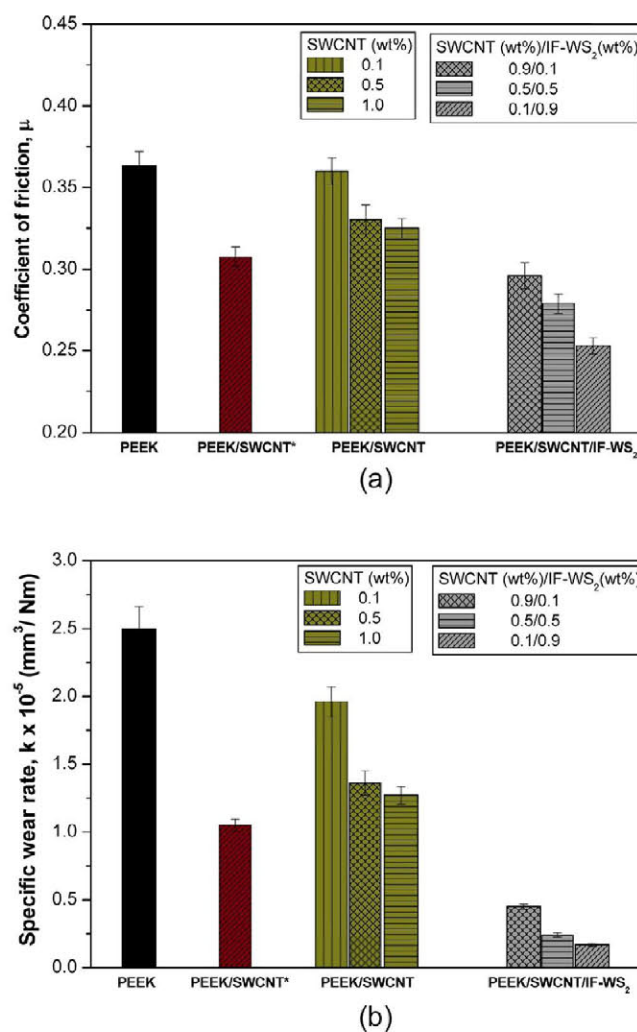 0.45
0.40
0.35
0.30
0.25
0.20
Coefficient of friction, μ
SWCNT (wt%)
0.1
0.5
1.0
SWCNT (wt%)/IF-WS₂(wt%)
0.9/0.1
0.5/0.5
0.1/0.9
PEEK
PEEK/SWCNT*
PEEK/SWCNT
PEEK/SWCNT/IF-WS₂
(a)
3.0
2.5
2.0
1.5
1.0
0.5
0.0
Specific wear rate, k x 10⁻⁵ (mm³/ Nm)
SWCNT (wt%)
0.1
0.5
1.0
SWCNT (wt%)/IF-WS₂(wt%)
0.9/0.1
0.5/0.5
0.1/0.9
PEEK
PEEK/SWCNT*
PEEK/SWCNT
PEEK/SWCNT/IF-WS₂
(b)